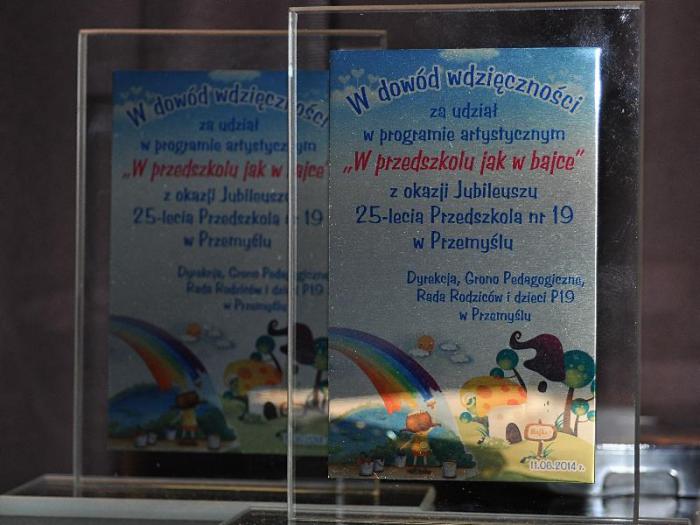 W dowód wdzięczności
za udział
w programie artystycznym
„W przedszkolu jak w bajce”
z okazji Jubileuszu
25-lecia Przedszkola nr 19
w Przemyślu
Dyrekcja, Grono Pedagogiczne,
Rada Rodziców i dzieci P19
w Przemyślu
Bajka
11.06.2014 r.
W dowód wdzięczności
za udział
w programie artystycznym
„W przedszkolu jak w bajce
z okazji Jubileuszu
25-lecia Przedszkola nr 19
w Przemyślu
Dyrekcja, Grono Pedagogiczne
Rada Rodziców i dzieci P19
w Przemyślu